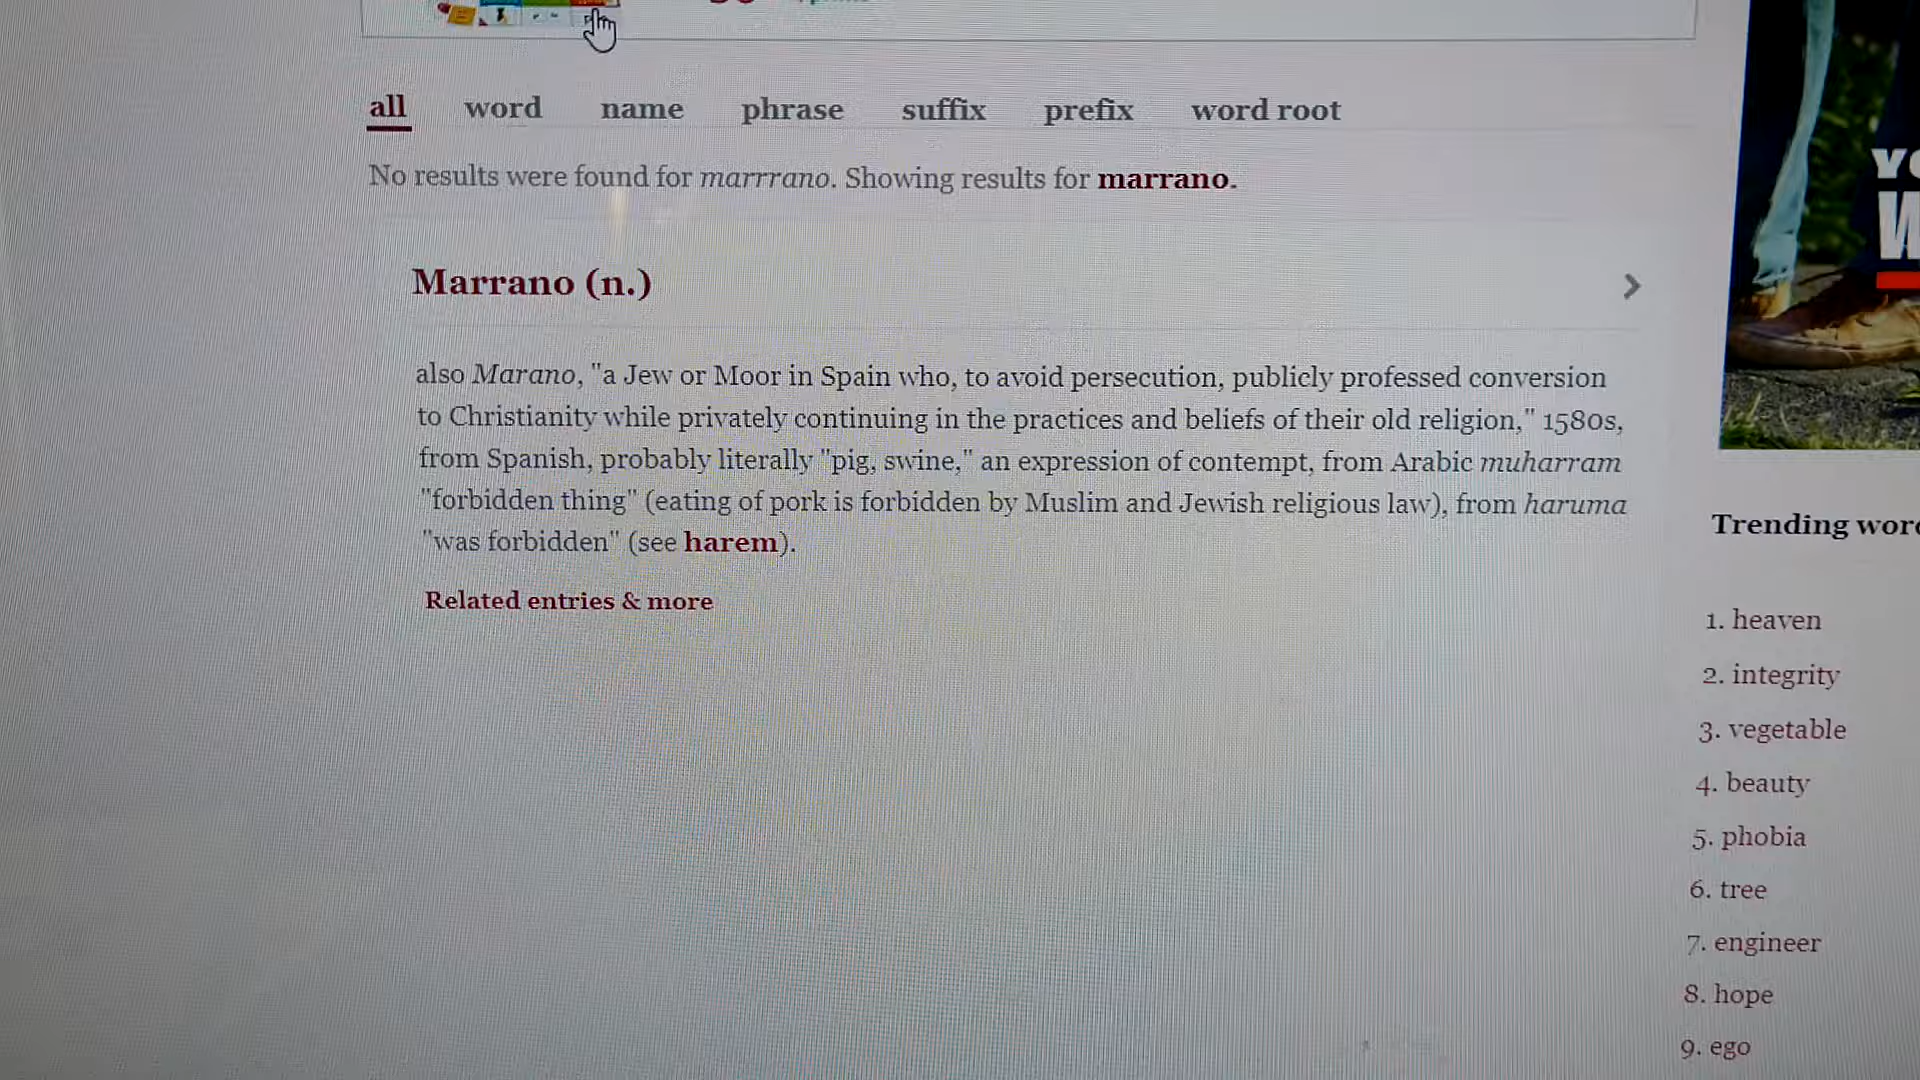 all word name phrase suffix prefix word root
No results were found for marrrano. Showing results for marrano.
Marrano (n.)
also Marano, "a Jew or Moor in Spain who, to avoid persecution, publicly professed conversion
to Christianity while privately continuing in the practices and beliefs of their old religion," 1580s,
from Spanish, probably literally "pig, swine," an expression of contempt, from Arabic muharram
"forbidden thing" (eating of pork is forbidden by Muslim and Jewish religious law), from haruma
"was forbidden" (see harem).
Related entries & more
YO
W
Trending wor
1. heaven
2. integrity
3. vegetable
4. beauty
5. phobia
6. tree
7. engineer
8. hope
9. ego